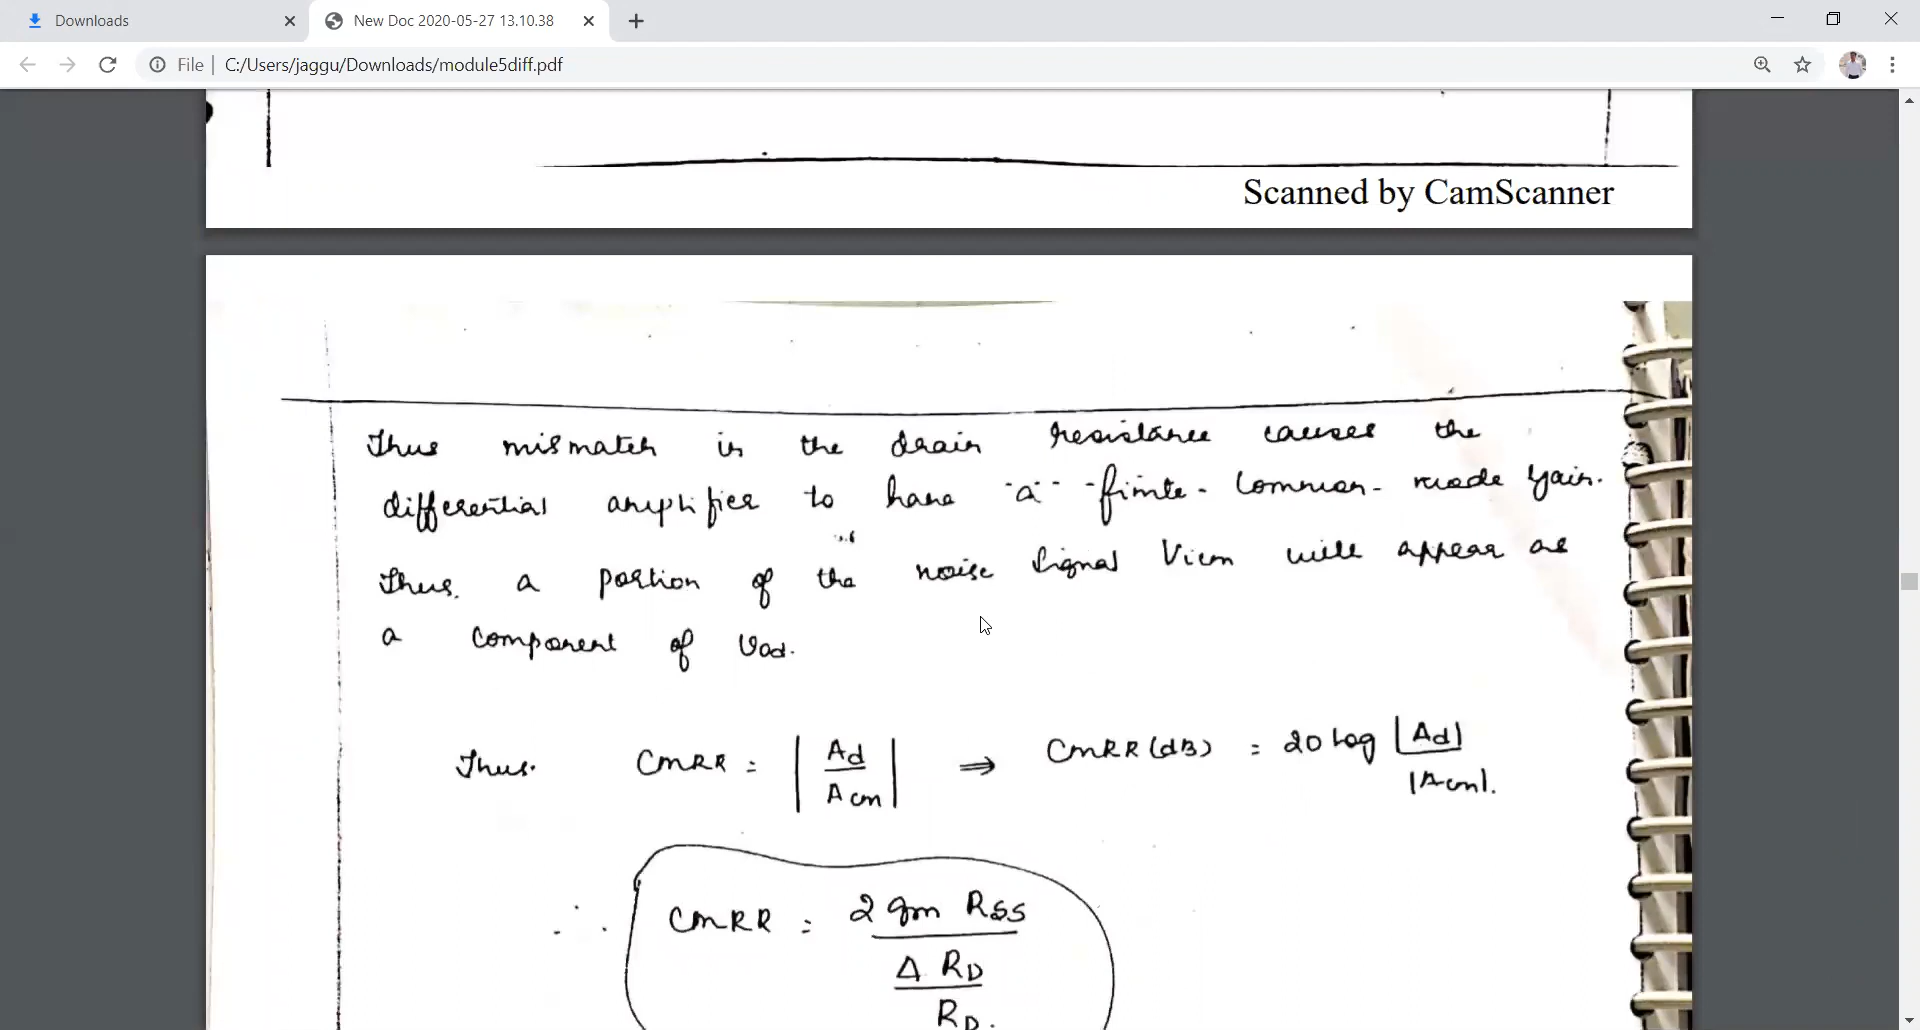 Downloads
New Doc 2020-05-27 13.10.38
File | C:/Users/jaggu/Downloads/module5diff.pdf
Scanned by CamScanner
Thus mismatch in the drain resistance causes the
differential amplifier to have a finite common-mode gain.
Thus, a portion of the noise signal Vicm will appear as
a component of Vod.
Thus. CMRR = |Ad/Acm| ⇒ CMRR(dB) = 20 log |Ad|/|Acm|.
∴ CMRR = 2 gm RSS
Δ RD
RD.